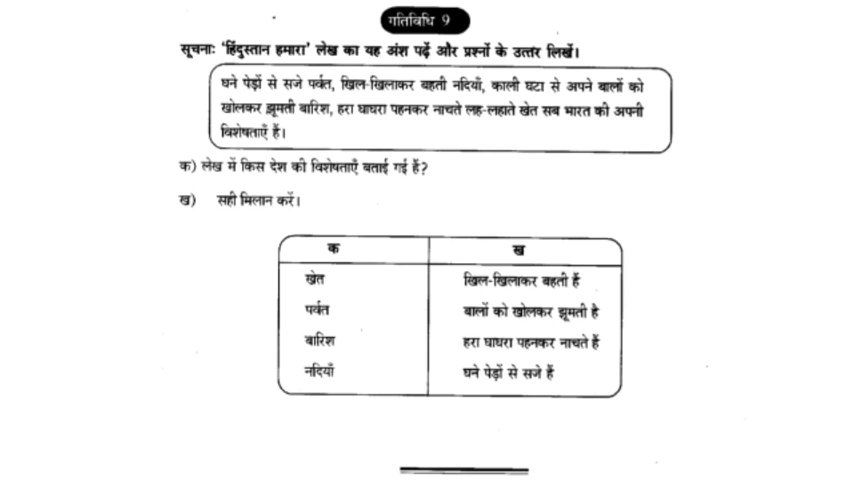 गतिविधि 9
सूचनाः 'हिंदुस्तान हमारा' लेख का यह अंश पढ़ें और प्रश्नों के उत्तर लिखें।
घने पेड़ों से सजे पर्वत, खिल-खिलाकर बहती नदियाँ, काली घटा से अपने बालों को
खोलकर झूमती बारिश, हरा घाघरा पहनकर नाचते लह-लहाते खेत सब भारत की अपनी
विशेषताएँ हैं।
क) लेख में किस देश की विशेषताएँ बताई गई हैं?
ख) सही मिलान करें।
क ख
खेत खिल-खिलाकर बहती हैं
पर्वत बालों को खोलकर झूमती है
बारिश हरा घाघरा पहनकर नाचते हैं
नदियाँ घने पेड़ों से सजे हैं